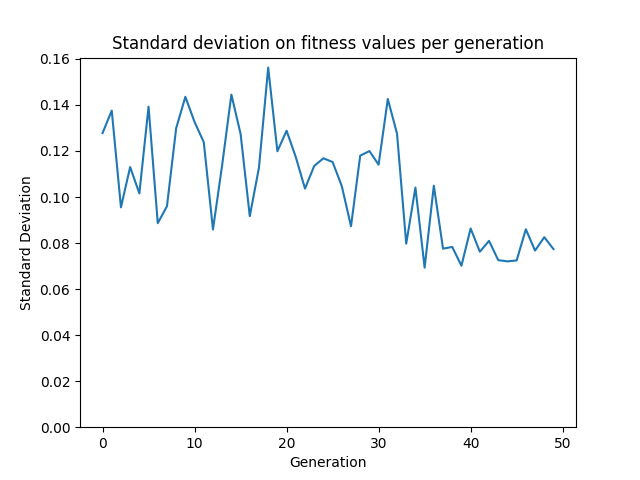 Standard deviation on fitness values per generation
0.16
0.14
0.12
0.10
0.08
0.06
0.04
0.02
0.00
Standard Deviation
0 10 20 30 40 50
Generation